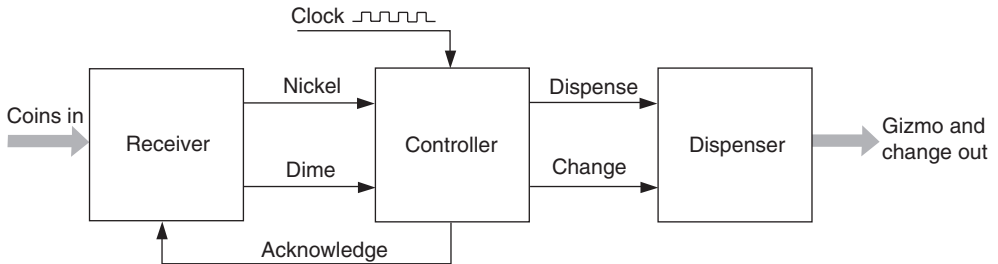 Clock
Coins in
Receiver
Nickel
Dime
Controller
Dispense
Change
Dispenser
Gizmo and
change out
Acknowledge